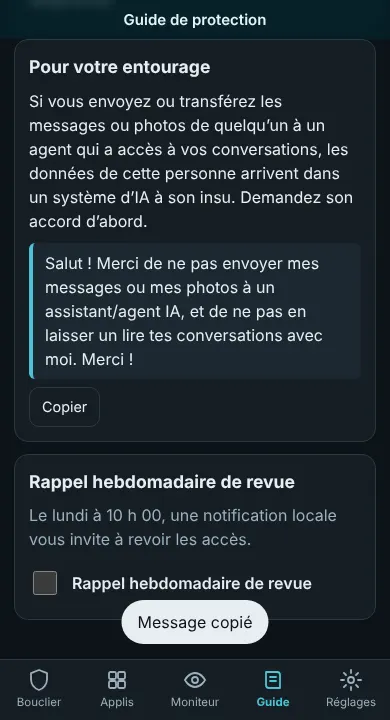 Guide de protection
Pour votre entourage
Si vous envoyez ou transférez les
messages ou photos de quelqu’un à un
agent qui a accès à vos conversations, les
données de cette personne arrivent dans
un système d’IA à son insu. Demandez son
accord d’abord.
Salut ! Merci de ne pas envoyer mes
messages ou mes photos à un
assistant/agent IA, et de ne pas en
laisser un lire tes conversations avec
moi. Merci !
Copier
Rappel hebdomadaire de revue
Le lundi à 10 h 00, une notification locale
vous invite à revoir les accès.
Rappel hebdomadaire de revue
Message copié
Bouclier
Applis
Moniteur
Guide
Réglages